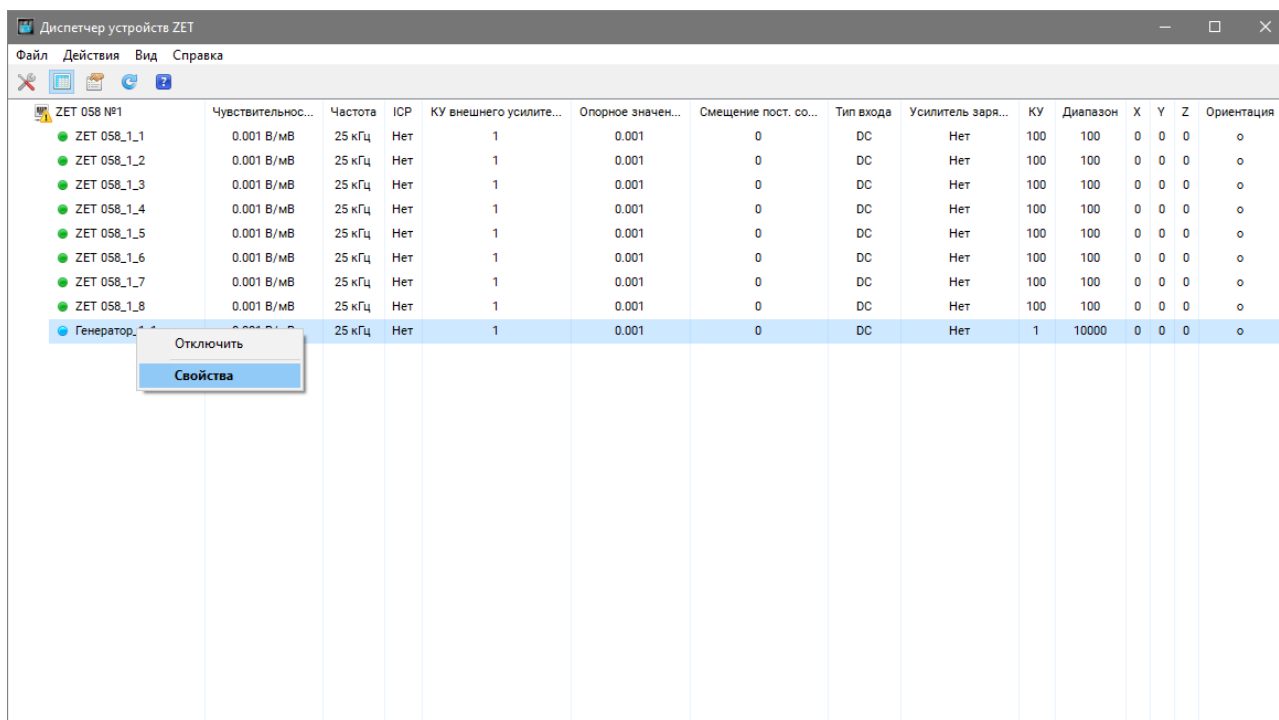 Диспетчер устройств ZET
Файл Действия Вид Справка
ZET 058 №1 Чувствительнос... Частота ICP КУ внешнего усилите... Опорное значен... Смещение пост. со... Тип входа Усилитель заря... КУ Диапазон X Y Z Ориентация
ZET 058_1_1 0.001 В/мВ 25 кГц Нет 1 0.001 0 DC Нет 100 100 0 0 0 o
ZET 058_1_2 0.001 В/мВ 25 кГц Нет 1 0.001 0 DC Нет 100 100 0 0 0 o
ZET 058_1_3 0.001 В/мВ 25 кГц Нет 1 0.001 0 DC Нет 100 100 0 0 0 o
ZET 058_1_4 0.001 В/мВ 25 кГц Нет 1 0.001 0 DC Нет 100 100 0 0 0 o
ZET 058_1_5 0.001 В/мВ 25 кГц Нет 1 0.001 0 DC Нет 100 100 0 0 0 o
ZET 058_1_6 0.001 В/мВ 25 кГц Нет 1 0.001 0 DC Нет 100 100 0 0 0 o
ZET 058_1_7 0.001 В/мВ 25 кГц Нет 1 0.001 0 DC Нет 100 100 0 0 0 o
ZET 058_1_8 0.001 В/мВ 25 кГц Нет 1 0.001 0 DC Нет 100 100 0 0 0 o
Генератор_ 25 кГц Нет 1 0.001 0 DC Нет 1 10000 0 0 0 o
Отключить
Свойства